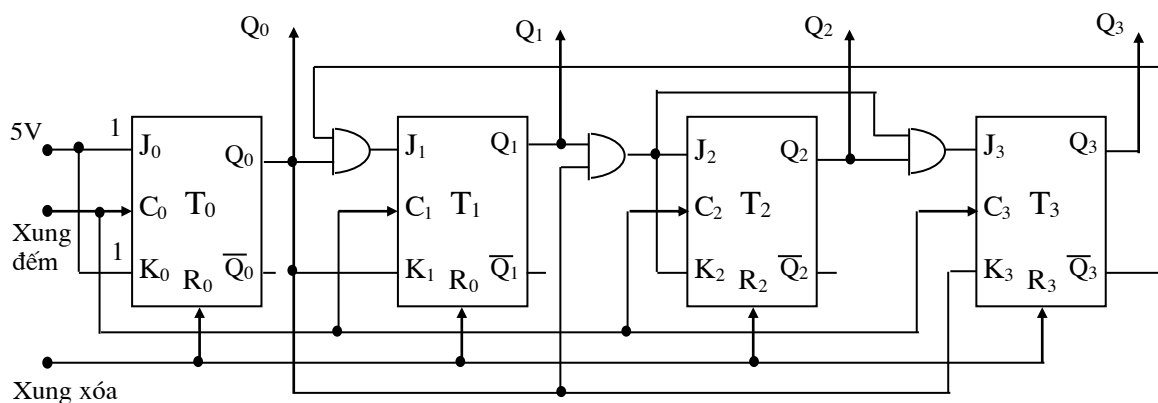 Q₀ Q₁ Q₂ Q₃
5V 1 J₀ Q₀ J₁ Q₁ J₂ Q₂ J₃ Q₃
C₀ T₀ C₁ T₁ C₂ T₂ C₃ T₃
Xung
đếm
1 K₀ R₀ Q̅₀ K₁ R₀ Q̅₁ K₂ R₂ Q̅₂ K₃ R₃ Q̅₃
Xung xóa